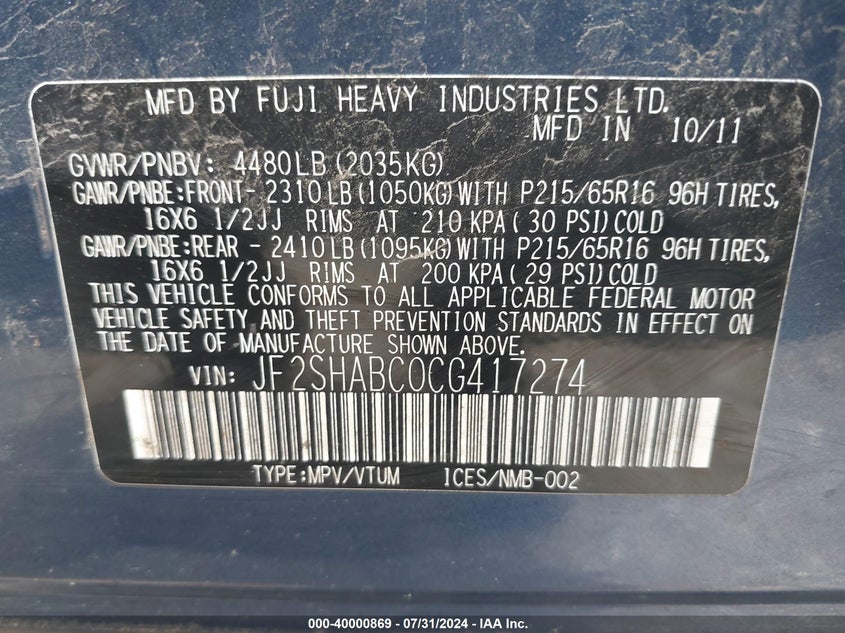 MFD BY FUJI HEAVY INDUSTRIES LTD.
MFD IN 10/11
GVWR/PNBV: 4480LB(2035KG)
GAWR/PNBE:FRONT- 2310LB(1050KG)WITH P215/65R16 96H TIRES,
16X6 1/2JJ RIMS AT 210 KPA(30 PSI)COLD
GAWR/PNBE:REAR - 2410LB(1095KG)WITH P215/65R16 96H TIRES,
16X6 1/2JJ RIMS AT 200 KPA(29 PSI)COLD
THIS VEHICLE CONFORMS TO ALL APPLICABLE FEDERAL MOTOR
VEHICLE SAFETY AND THEFT PREVENTION STANDARDS IN EFFECT ON
THE DATE OF MANUFACTURE SHOWN ABOVE.
VIN: JF2SHABC0CG417274
TYPE:MPV/VTUM ICES/NMB-002
000-40000869 - 07/31/2024 - IAA Inc.